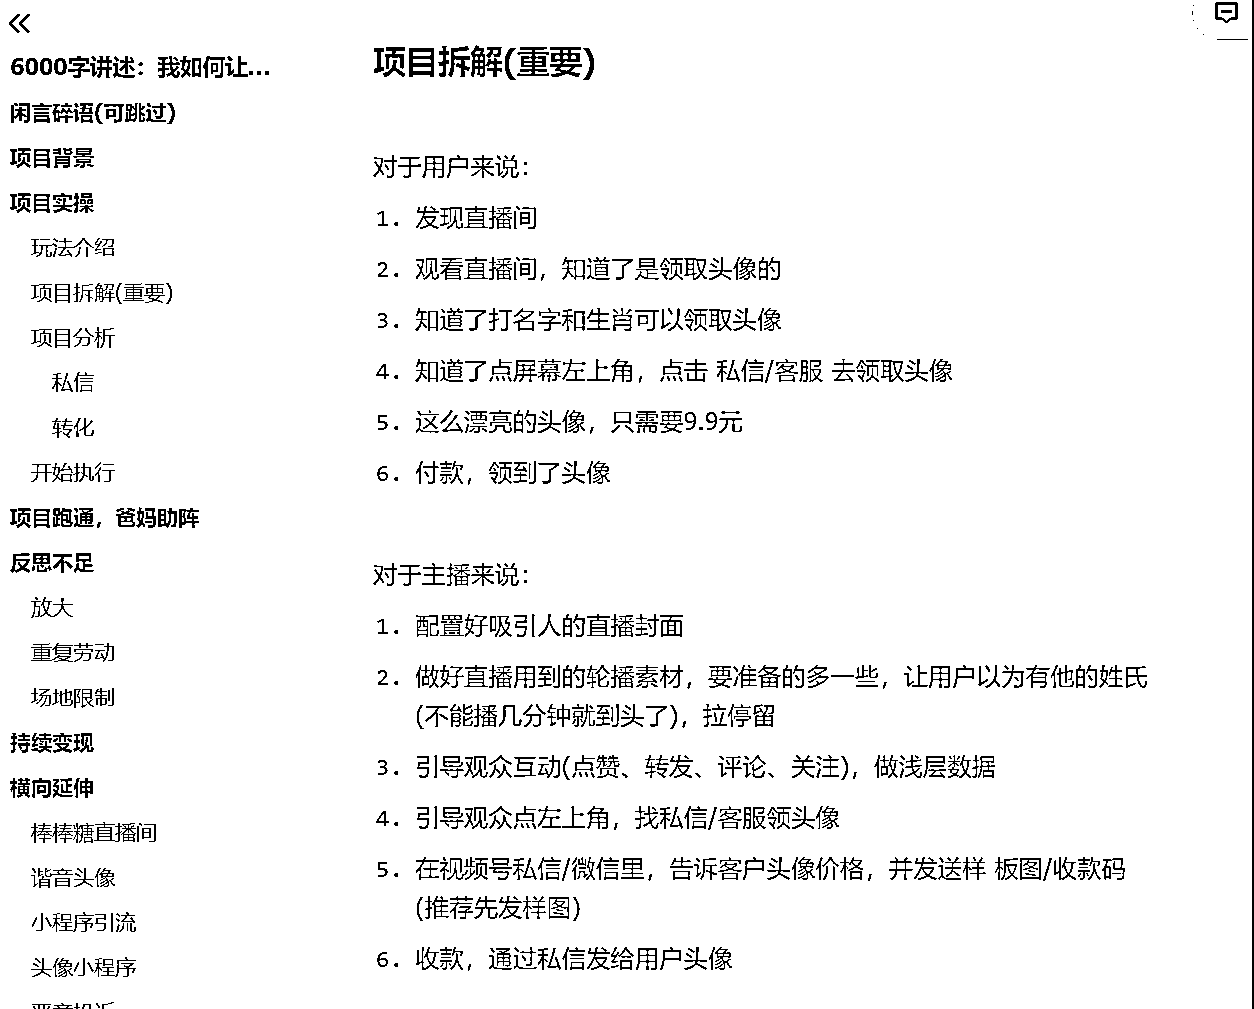 6000字讲述：我如何让...
闲言碎语(可跳过)
项目背景
项目实操
玩法介绍
项目拆解(重要)
项目分析
私信
转化
开始执行
项目跑通，爸妈助阵
反思不足
放大
重复劳动
场地限制
持续变现
横向延伸
棒棒糖直播间
谐音头像
小程序引流
头像小程序
项目拆解(重要)
对于用户来说：
1. 发现直播间
2. 观看直播间，知道了是领取头像的
3. 知道了打名字和生肖可以领取头像
4. 知道了点屏幕左上角，点击 私信/客服 去领取头像
5. 这么漂亮的头像，只需要9.9元
6. 付款，领到了头像
对于主播来说：
1. 配置好吸引人的直播封面
2. 做好直播用到的轮播素材，要准备的多一些，让用户以为有他的姓氏
(不能播几分钟就到头了)，拉停留
3. 引导观众互动(点赞、转发、评论、关注)，做浅层数据
4. 引导观众点左上角，找私信/客服领头像
5. 在视频号私信/微信里，告诉客户头像价格，并发送样 板图/收款码
(推荐先发样图)
6. 收款，通过私信发给用户头像